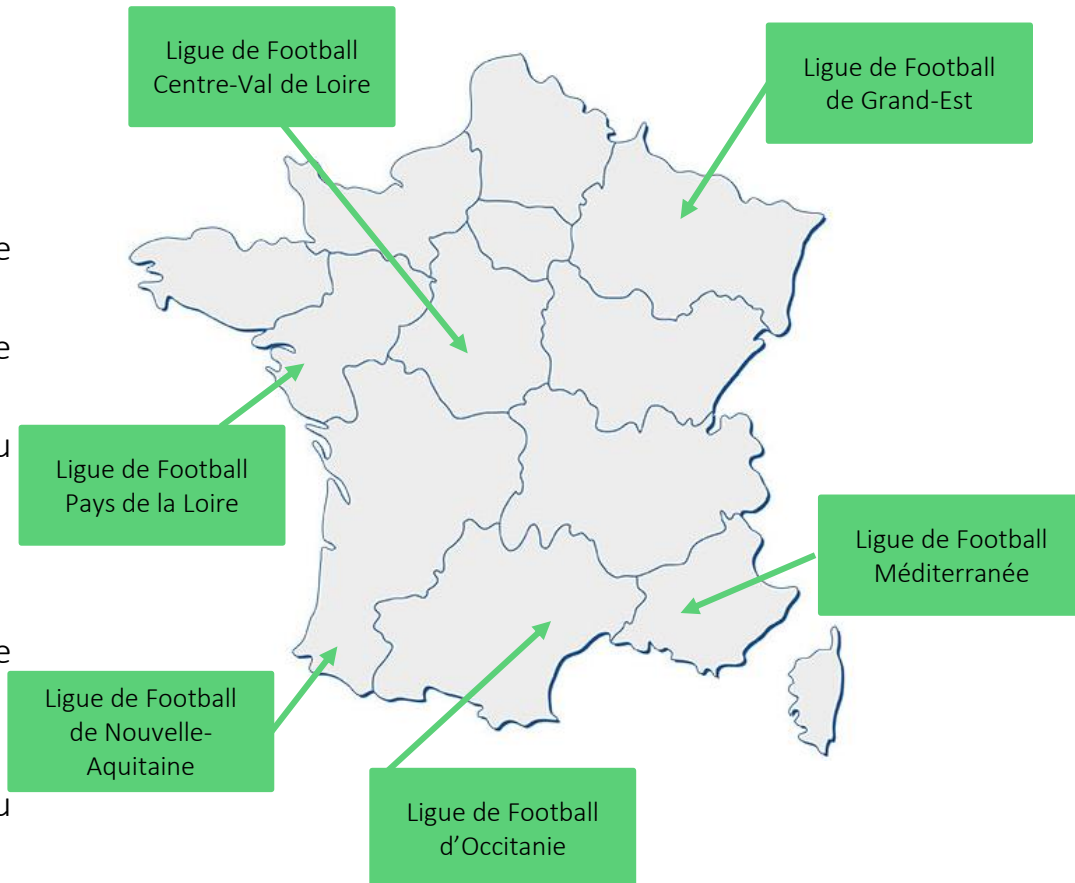 Ligue de Football
Centre-Val de Loire
Ligue de Football
de Grand-Est
e
e
u
Ligue de Football
Pays de la Loire
Ligue de Football
Méditerranée
e
Ligue de Football
de Nouvelle-
Aquitaine
u
Ligue de Football
d’Occitanie